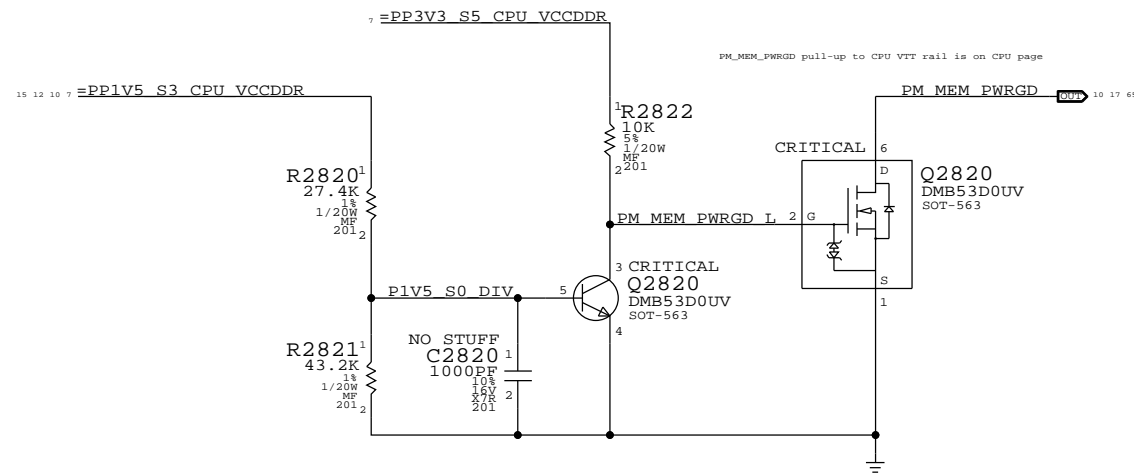 7 =PP3V3_S5_CPU_VCCDDR
PM_MEM_PWRGD pull-up to CPU VTT rail is on CPU page
15 12 10 7 =PP1V5_S3_CPU_VCCDDR
PM_MEM_PWRGD OUT 10 17 65
1
R2822
10K
5%
1/20W
MF
201
2
CRITICAL 6
D
Q2820
DMB53D0UV
SOT-563
R2820 1
27.4K
1%
1/20W
MF
201
2
PM_MEM_PWRGD_L 2 G
S
1
3 CRITICAL
Q2820
DMB53D0UV
SOT-563
P1V5_S0_DIV 5
4
R2821 1
43.2K
1%
1/20W
MF
201
2
NO STUFF
C2820 1
1000PF
10%
16V
X7R
201
2